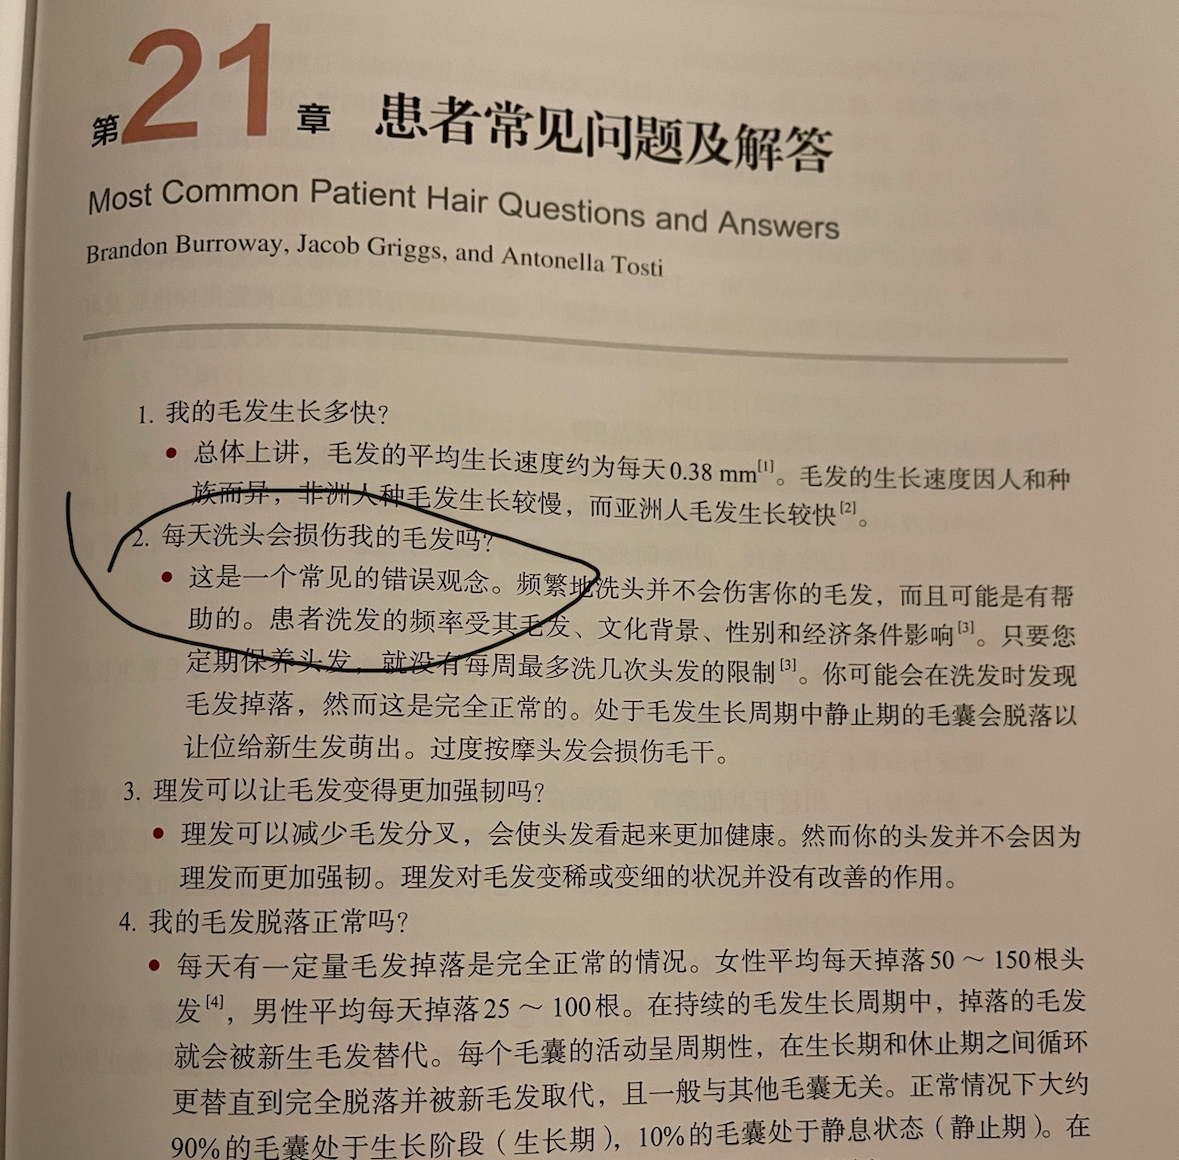 第21章 患者常见问题及解答
Most Common Patient Hair Questions and Answers
Brandon Burroway, Jacob Griggs, and Antonella Tosti
1. 我的毛发生长多快?
• 总体上讲，毛发的平均生长速度约为每天0.38 mm[1]。毛发的生长速度因人和种
族而异，非洲人种毛发生长较慢，而亚洲人毛发生长较快[2]。
2. 每天洗头会损伤我的毛发吗?
• 这是一个常见的错误观念。频繁地洗头并不会伤害你的毛发，而且可能是有帮
助的。患者洗发的频率受其毛发、文化背景、性别和经济条件影响[3]。只要您
定期保养头发，就没有每周最多洗几次头发的限制[3]。你可能会在洗发时发现
毛发掉落，然而这是完全正常的。处于毛发生长周期中静止期的毛囊会脱落以
让位给新生发萌出。过度按摩头发会损伤毛干。
3. 理发可以让毛发变得更加强韧吗?
• 理发可以减少毛发分叉，会使头发看起来更加健康。然而你的头发并不会因为
理发而更加强韧。理发对毛发变稀或变细的状况并没有改善的作用。
4. 我的毛发脱落正常吗?
• 每天有一定量毛发掉落是完全正常的情况。女性平均每天掉落50～150根头
发[4]，男性平均每天掉落25～100根。在持续的毛发生长周期中，掉落的毛发
就会被新生毛发替代。每个毛囊的活动呈周期性，在生长期和休止期之间循环
更替直到完全脱落并被新毛发取代，且一般与其他毛囊无关。正常情况下大约
90%的毛囊处于生长阶段（生长期），10%的毛囊处于静息状态（静止期）。在